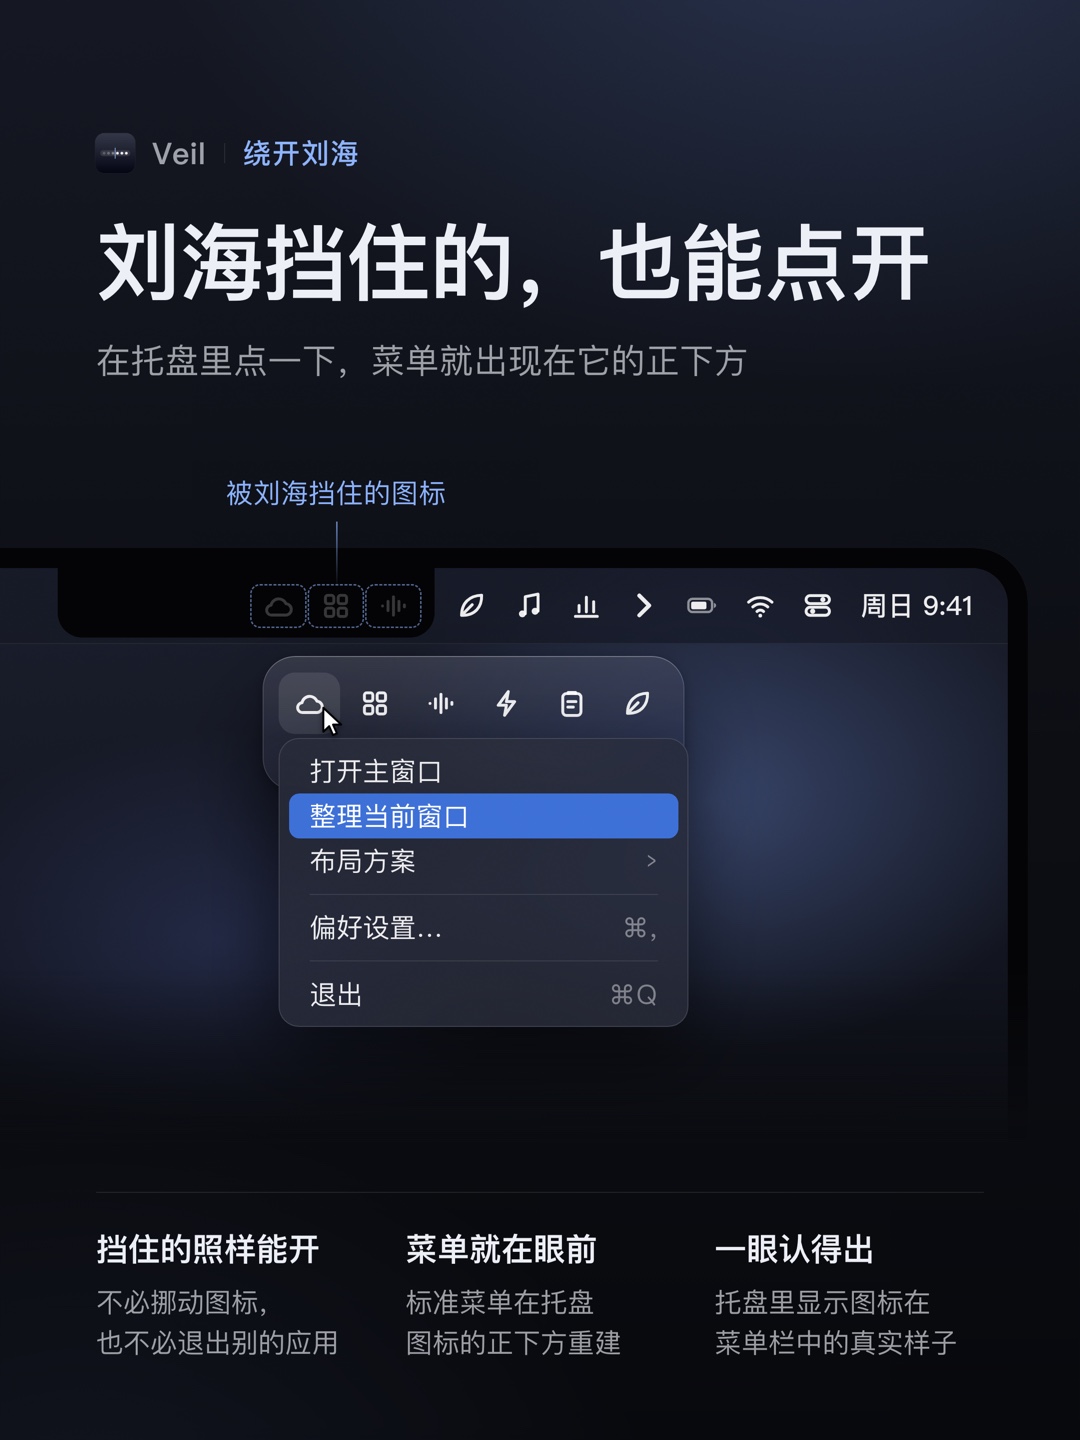 Veil 绕开刘海
刘海挡住的，也能点开
在托盘里点一下，菜单就出现在它的正下方
被刘海挡住的图标
周日 9:41
打开主窗口
整理当前窗口
布局方案 >
偏好设置... ⌘,
退出 ⌘Q
挡住的照样能开
不必挪动图标，
也不必退出别的应用
菜单就在眼前
标准菜单在托盘
图标的正下方重建
一眼认得出
托盘里显示图标在
菜单栏中的真实样子